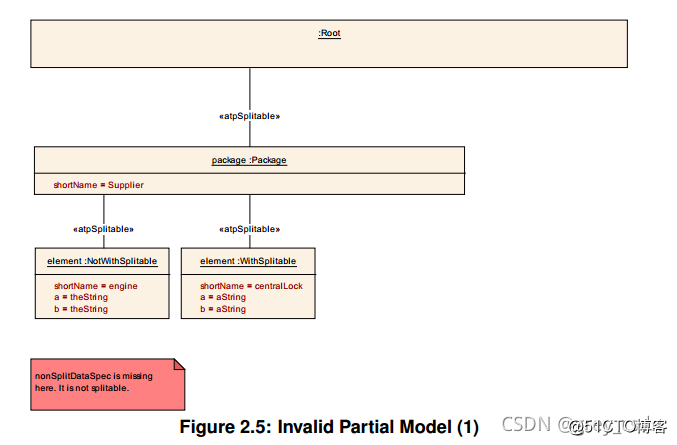 :Root
«atpSplitable»
package :Package
shortName = Supplier
«atpSplitable»
«atpSplitable»
element :NotWithSplitable
shortName = engine
a = theString
b = theString
element :WithSplitable
shortName = centralLock
a = aString
b = aString
nonSplitDataSpec is missing
here. It is not splitable.
Figure 2.5: Invalid Partial Model (1)
CSDN
@51CTO博客